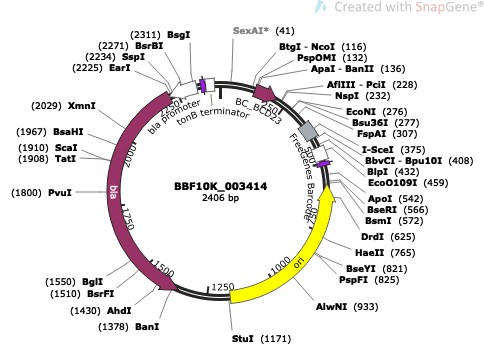 Created with SnapGene®
SexAI* (41)
BtgI - NcoI (116)
PspOMI (132)
ApaI - BanII (136)
AflIII - PciI (228)
NspI (232)
EcoNI (276)
Bsu36I (277)
FspAI (307)
I-SceI (375)
BbvCI - Bpu10I (408)
BlpI (432)
EcoO109I (459)
ApoI (542)
BseRI (566)
BsmI (572)
DrdI (625)
HaeII (765)
BseYI (821)
PspFI (825)
AlwNI (933)
StuI (1171)
BanI (1378)
AhdI (1430)
BsrFI (1510)
BglI (1550)
PvuI (1800)
TatI (1908)
ScaI (1910)
BsaHI (1967)
XmnI (2029)
EarI (2225)
SspI (2234)
BsrBI (2271)
BsgI (2311)
bla promoter
tonB terminator
BC_BCD23
FreeGenes Barcode
ori
bla
750
1000
1250
1500
1750
2000
BBF10K_003414
2406 bp